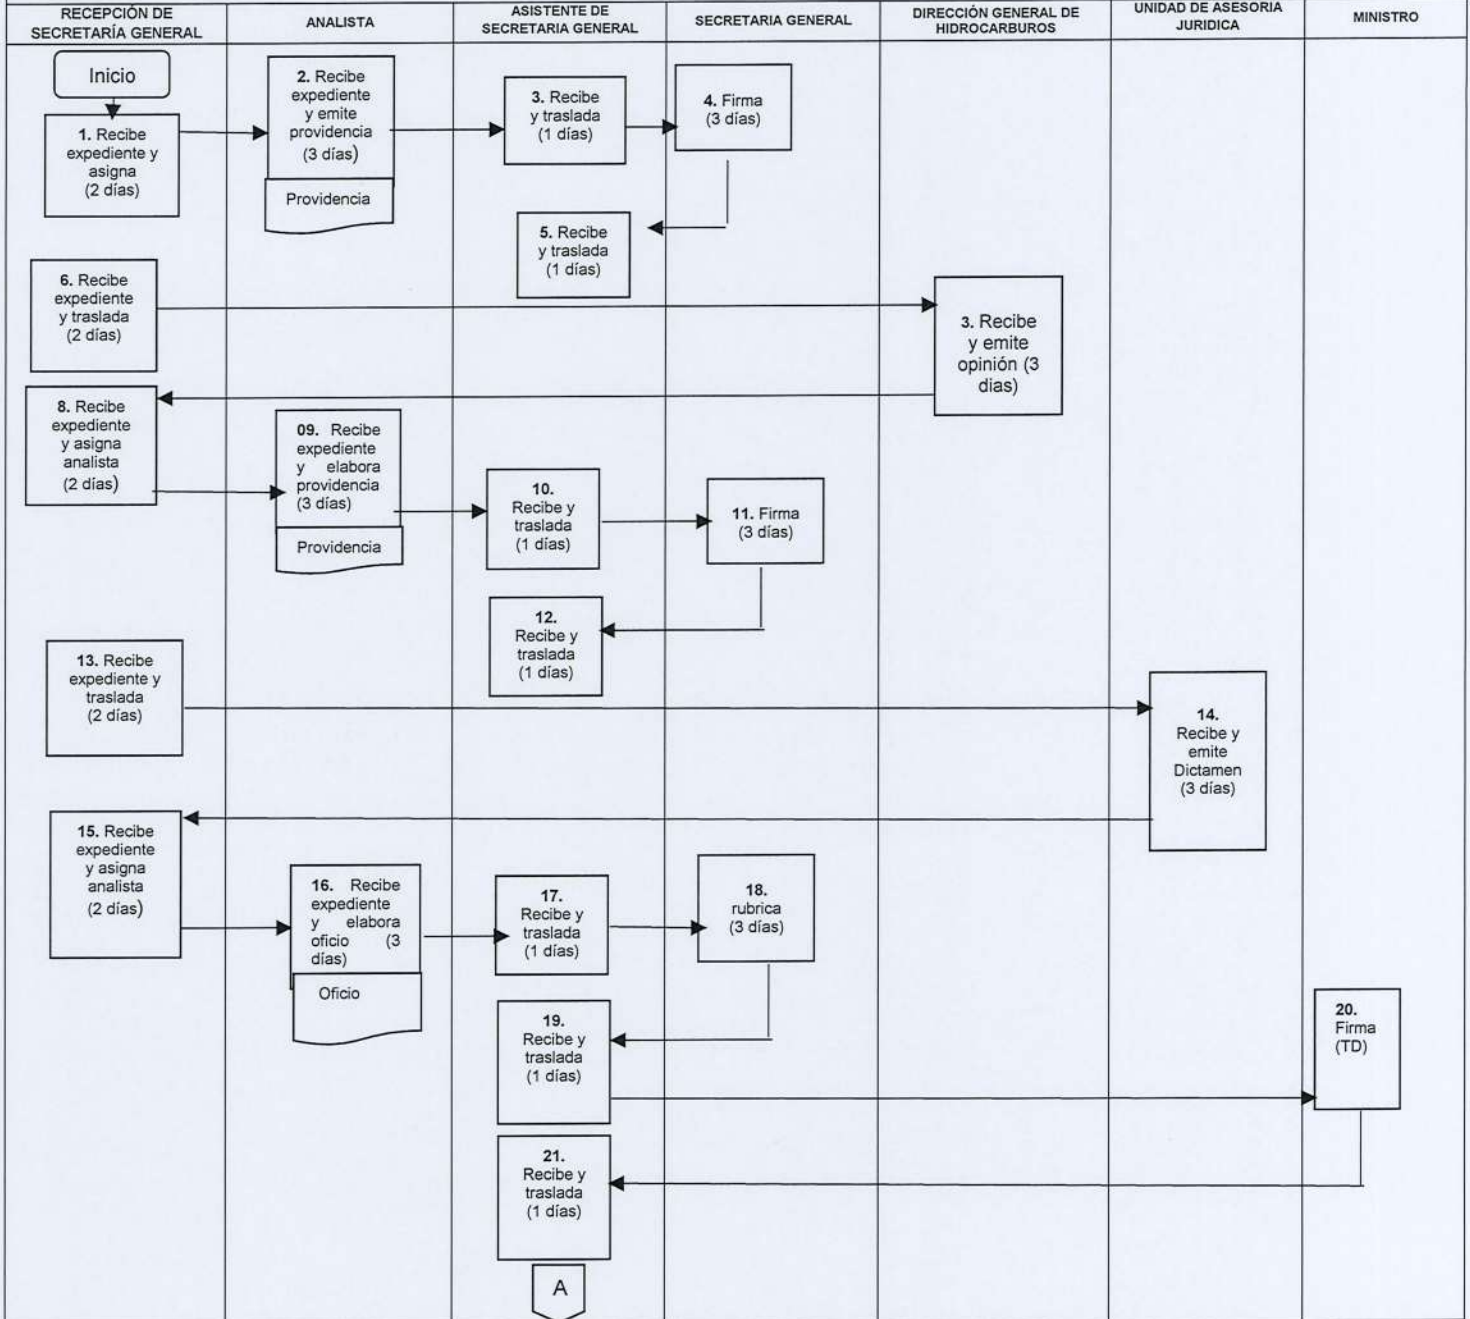 RECEPCIÓN DE
SECRETARÍA GENERAL
ANALISTA
ASISTENTE DE
SECRETARIA GENERAL
SECRETARIA GENERAL
DIRECCIÓN GENERAL DE
HIDROCARBUROS
UNIDAD DE ASESORIA
JURIDICA
MINISTRO
Inicio
1. Recibe
expediente y
asigna
(2 días)
2. Recibe
expediente
y emite
providencia
(3 días)
Providencia
3. Recibe
y traslada
(1 días)
4. Firma
(3 días)
5. Recibe
y traslada
(1 días)
6. Recibe
expediente
y traslada
(2 días)
3. Recibe
y emite
opinión (3
dias)
8. Recibe
expediente
y asigna
analista
(2 días)
09. Recibe
expediente
y elabora
providencia
(3 días)
Providencia
10.
Recibe y
traslada
(1 días)
11. Firma
(3 días)
12.
Recibe y
traslada
(1 días)
13. Recibe
expediente y
traslada
(2 días)
14.
Recibe y
emite
Dictamen
(3 días)
15. Recibe
expediente
y asigna
analista
(2 días)
16. Recibe
expediente
y elabora
oficio (3
días)
Oficio
17.
Recibe y
traslada
(1 días)
18.
rubrica
(3 días)
19.
Recibe y
traslada
(1 días)
20.
Firma
(TD)
21.
Recibe y
traslada
(1 días)
A